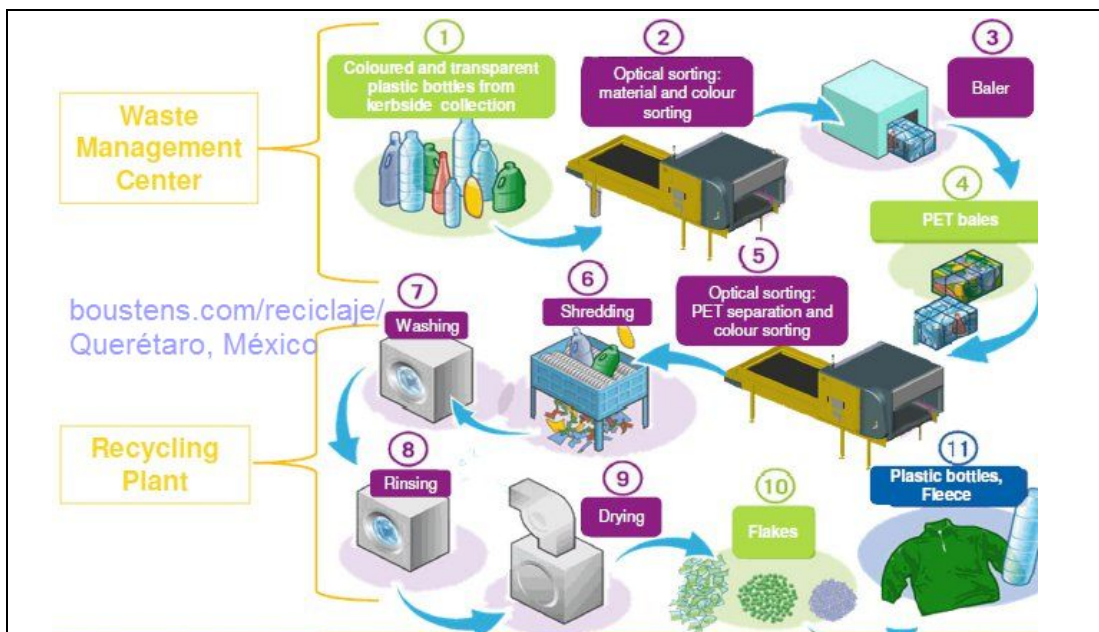 1
Coloured and transparent
plastic bottles from
kerbside collection
2
Optical sorting:
material and colour
sorting
3
Baler
Waste
Management
Center
4
PET bales
5
Optical sorting:
PET separation and
colour sorting
6
Shredding
7
Washing
boustens.com/reciclaje/
Querétaro, México
Recycling
Plant
8
Rinsing
9
Drying
10
Flakes
11
Plastic bottles,
Fleece